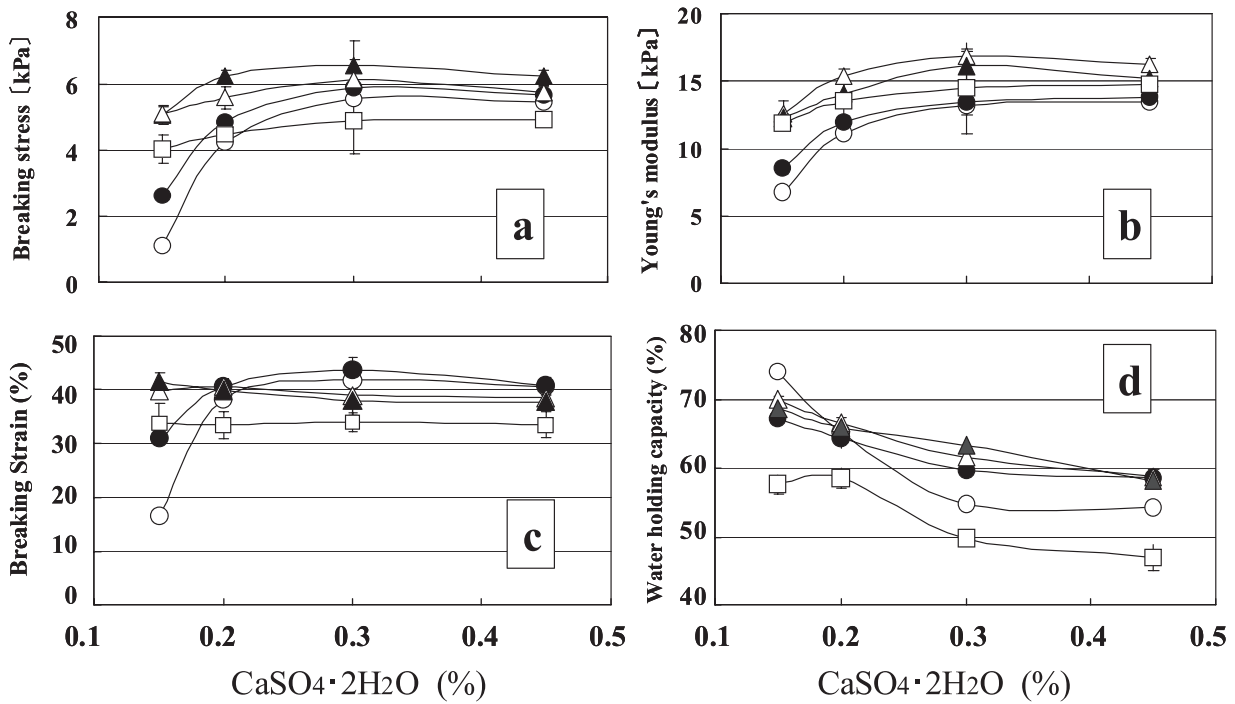 Breaking stress〔kPa〕
8
6
4
2
0
a
Young's modulus〔kPa〕
20
15
10
5
0
b
Breaking Strain (%)
50
40
30
20
10
0
c
0.1 0.2 0.3 0.4 0.5
CaSO4・2H2O (%)
Water holding capacity (%)
80
70
60
50
40
d
0.1 0.2 0.3 0.4 0.5
CaSO4・2H2O (%)